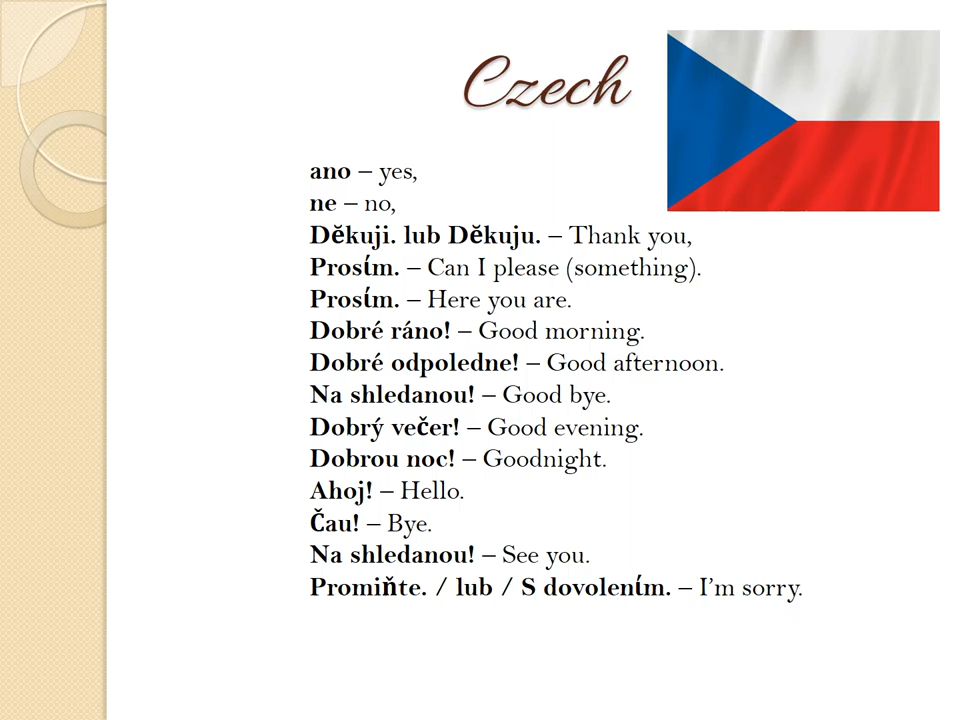 Czech
ano – yes,
ne – no,
Děkuji. lub Děkuju. – Thank you,
Prosím. – Can I please (something).
Prosím. – Here you are.
Dobré ráno! – Good morning.
Dobré odpoledne! – Good afternoon.
Na shledanou! – Good bye.
Dobrý večer! – Good evening.
Dobrou noc! – Goodnight.
Ahoj! – Hello.
Čau! – Bye.
Na shledanou! – See you.
Promiňte. / lub / S dovolením. – I’m sorry.